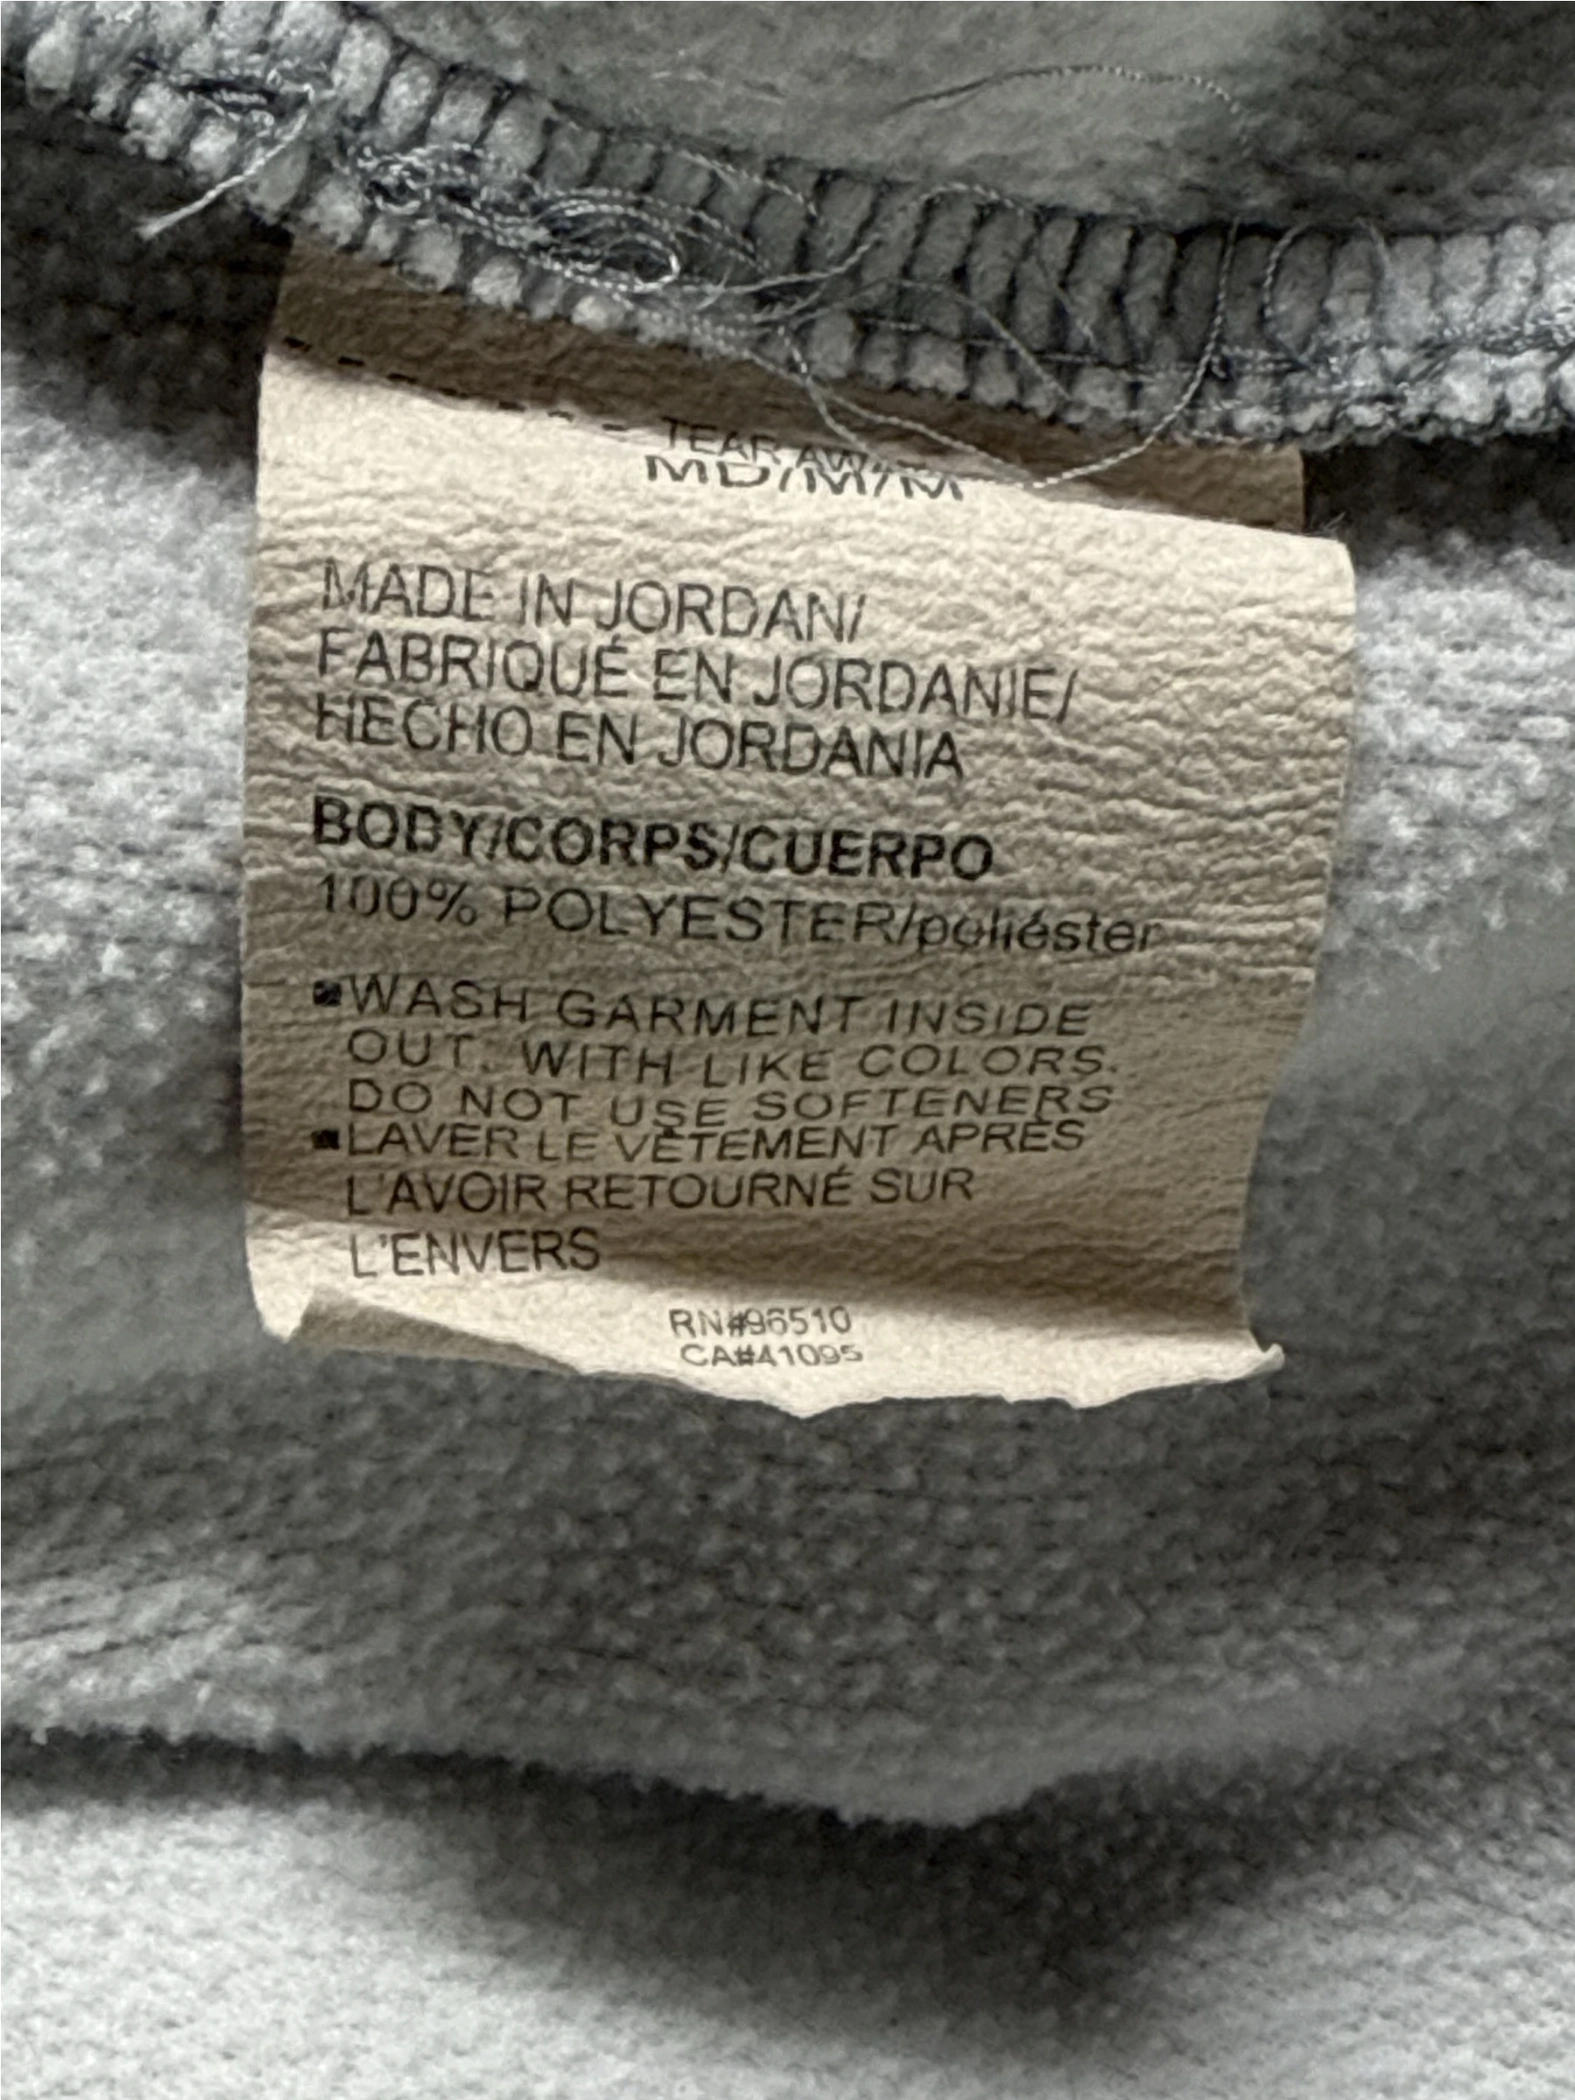 TEAR AWAY
MD/M/M
MADE IN JORDAN/
FABRIQUÉ EN JORDANIE/
HECHO EN JORDANIA
BODY/CORPS/CUERPO
100% POLYESTER/poliéster
▪WASH GARMENT INSIDE
OUT. WITH LIKE COLORS.
DO NOT USE SOFTENERS
▪LAVER LE VÊTEMENT APRÈS
L'AVOIR RETOURNÉ SUR
L'ENVERS
RN#96510
CA#41095